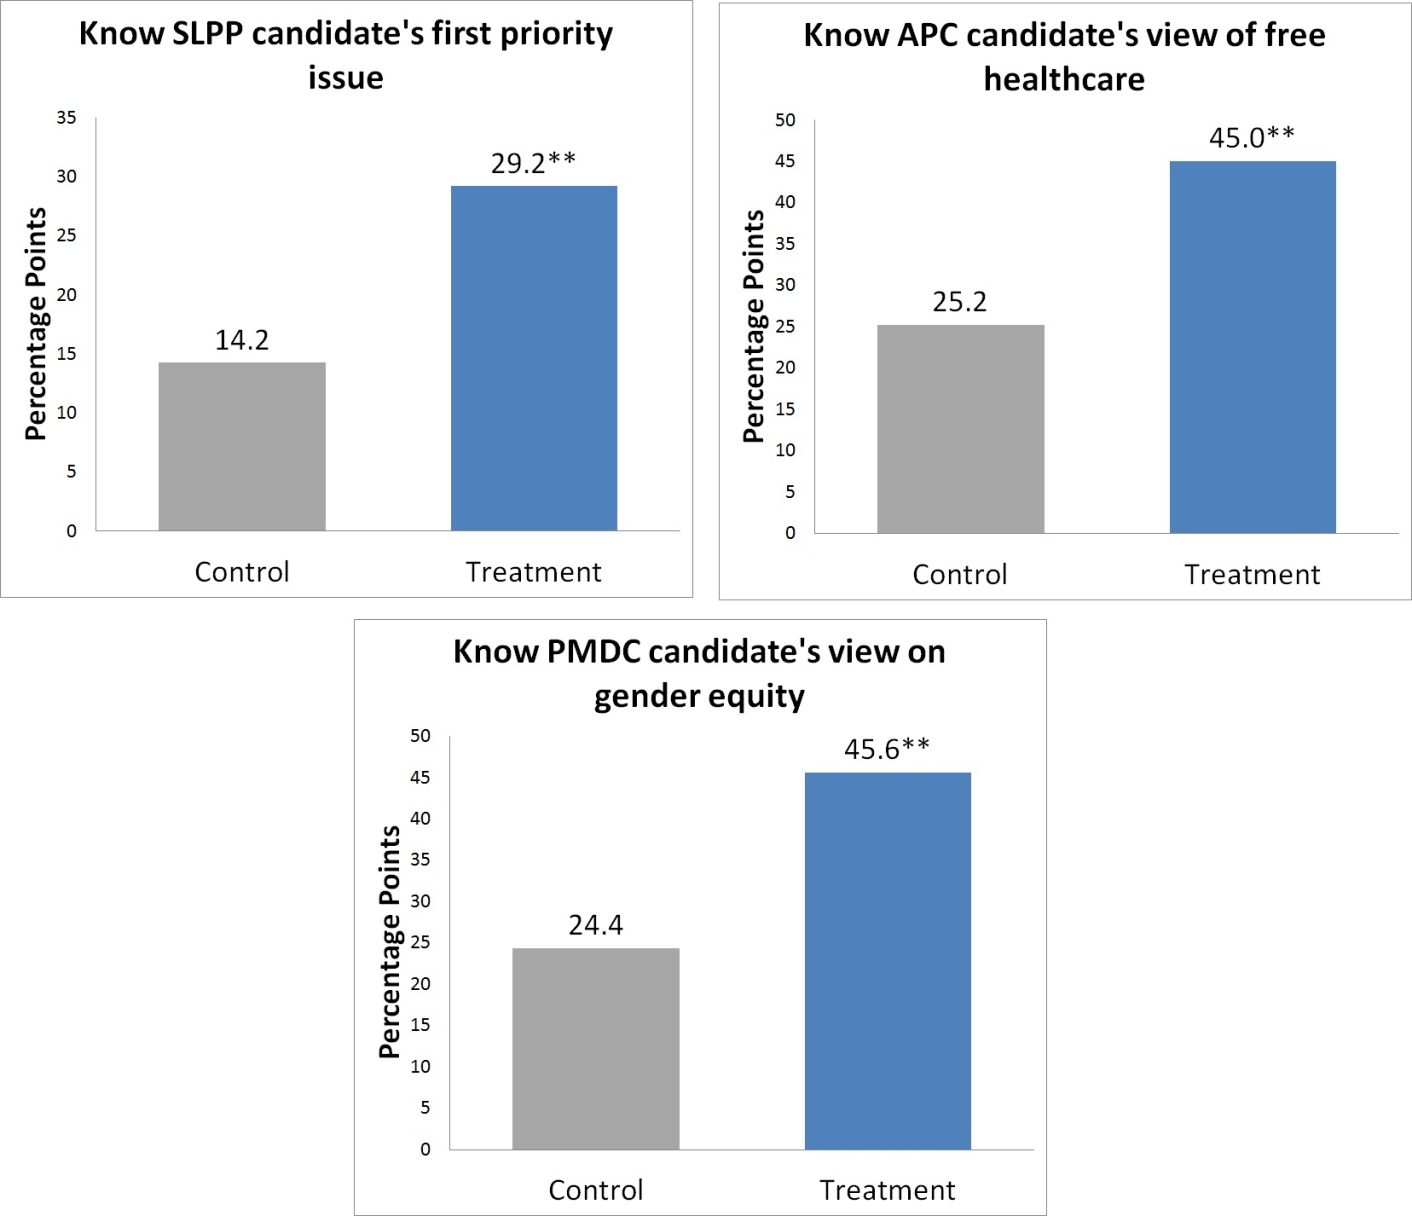 Know SLPP candidate's first priority
issue
Percentage Points
35
30
25
20
15
10
5
0
14.2
29.2**
Control
Treatment
Know APC candidate's view of free
healthcare
Percentage Points
50
45
40
35
30
25
20
15
10
5
0
25.2
45.0**
Control
Treatment
Know PMDC candidate's view on
gender equity
Percentage Points
50
45
40
35
30
25
20
15
10
5
0
24.4
45.6**
Control
Treatment